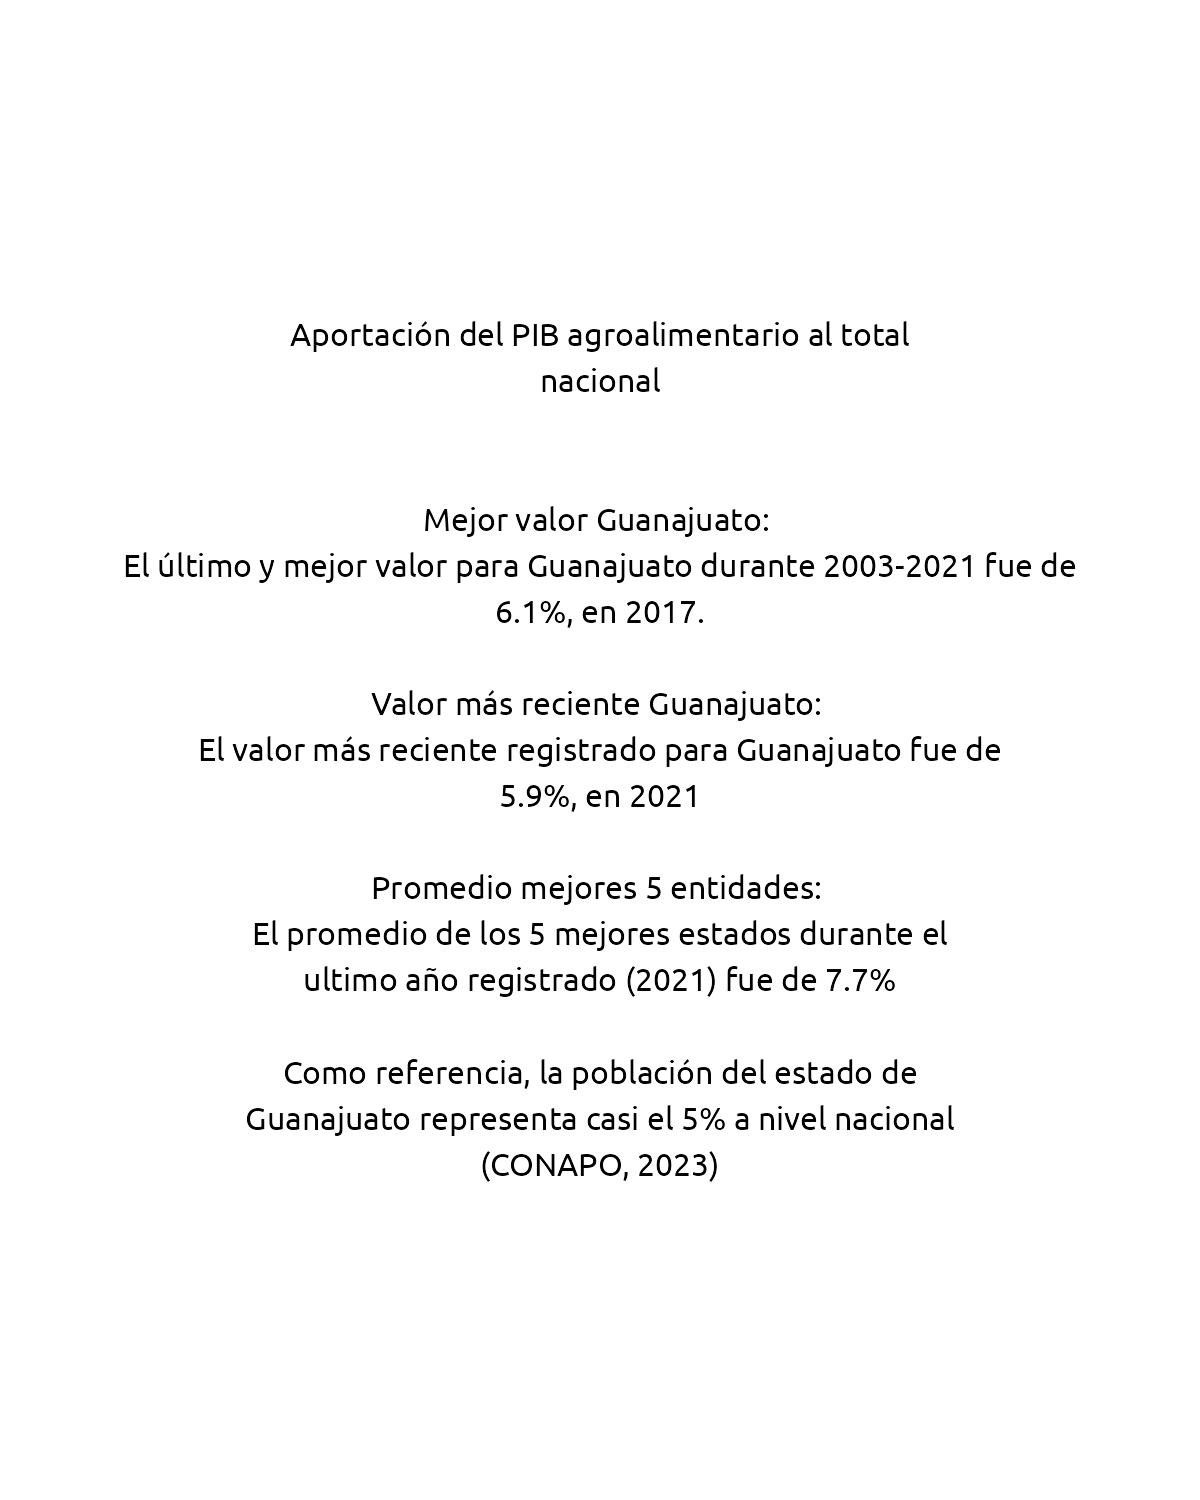 Aportación del PIB agroalimentario al total
nacional
Mejor valor Guanajuato:
El último y mejor valor para Guanajuato durante 2003-2021 fue de
6.1%, en 2017.
Valor más reciente Guanajuato:
El valor más reciente registrado para Guanajuato fue de
5.9%, en 2021
Promedio mejores 5 entidades:
El promedio de los 5 mejores estados durante el
ultimo año registrado (2021) fue de 7.7%
Como referencia, la población del estado de
Guanajuato representa casi el 5% a nivel nacional
(CONAPO, 2023)